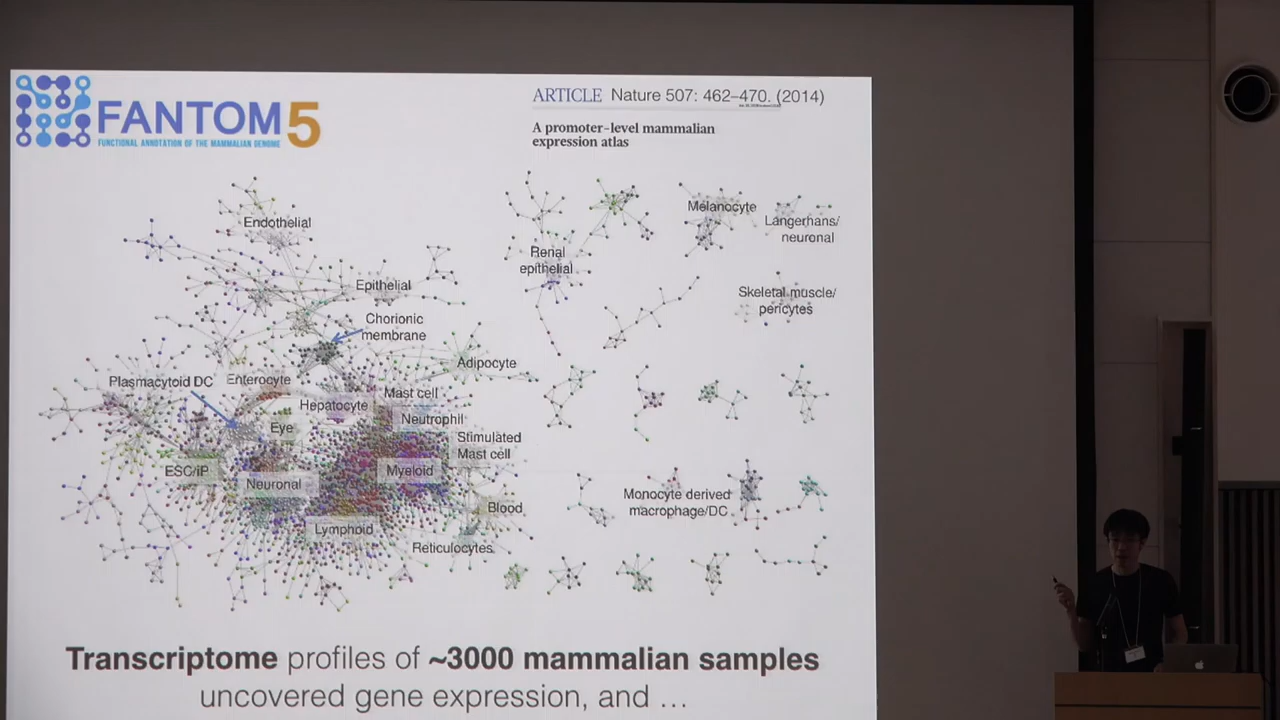 FANTOM5
FUNCTIONAL ANNOTATION OF THE MAMMALIAN GENOME
ARTICLE Nature 507: 462–470. (2014)
A promoter-level mammalian
expression atlas
Endothelial
Epithelial
Chorionic
membrane
Adipocyte
Plasmacytoid DC
Enterocyte
Mast cell
Hepatocyte
Neutrophil
Eye
Stimulated
Mast cell
ESC/iP
Myeloid
Neuronal
Blood
Lymphoid
Reticulocytes
Renal
epithelial
Melanocyte
Langerhans/
neuronal
Skeletal muscle/
pericytes
Monocyte derived
macrophage/DC
Transcriptome profiles of ~3000 mammalian samples
uncovered gene expression, and ...